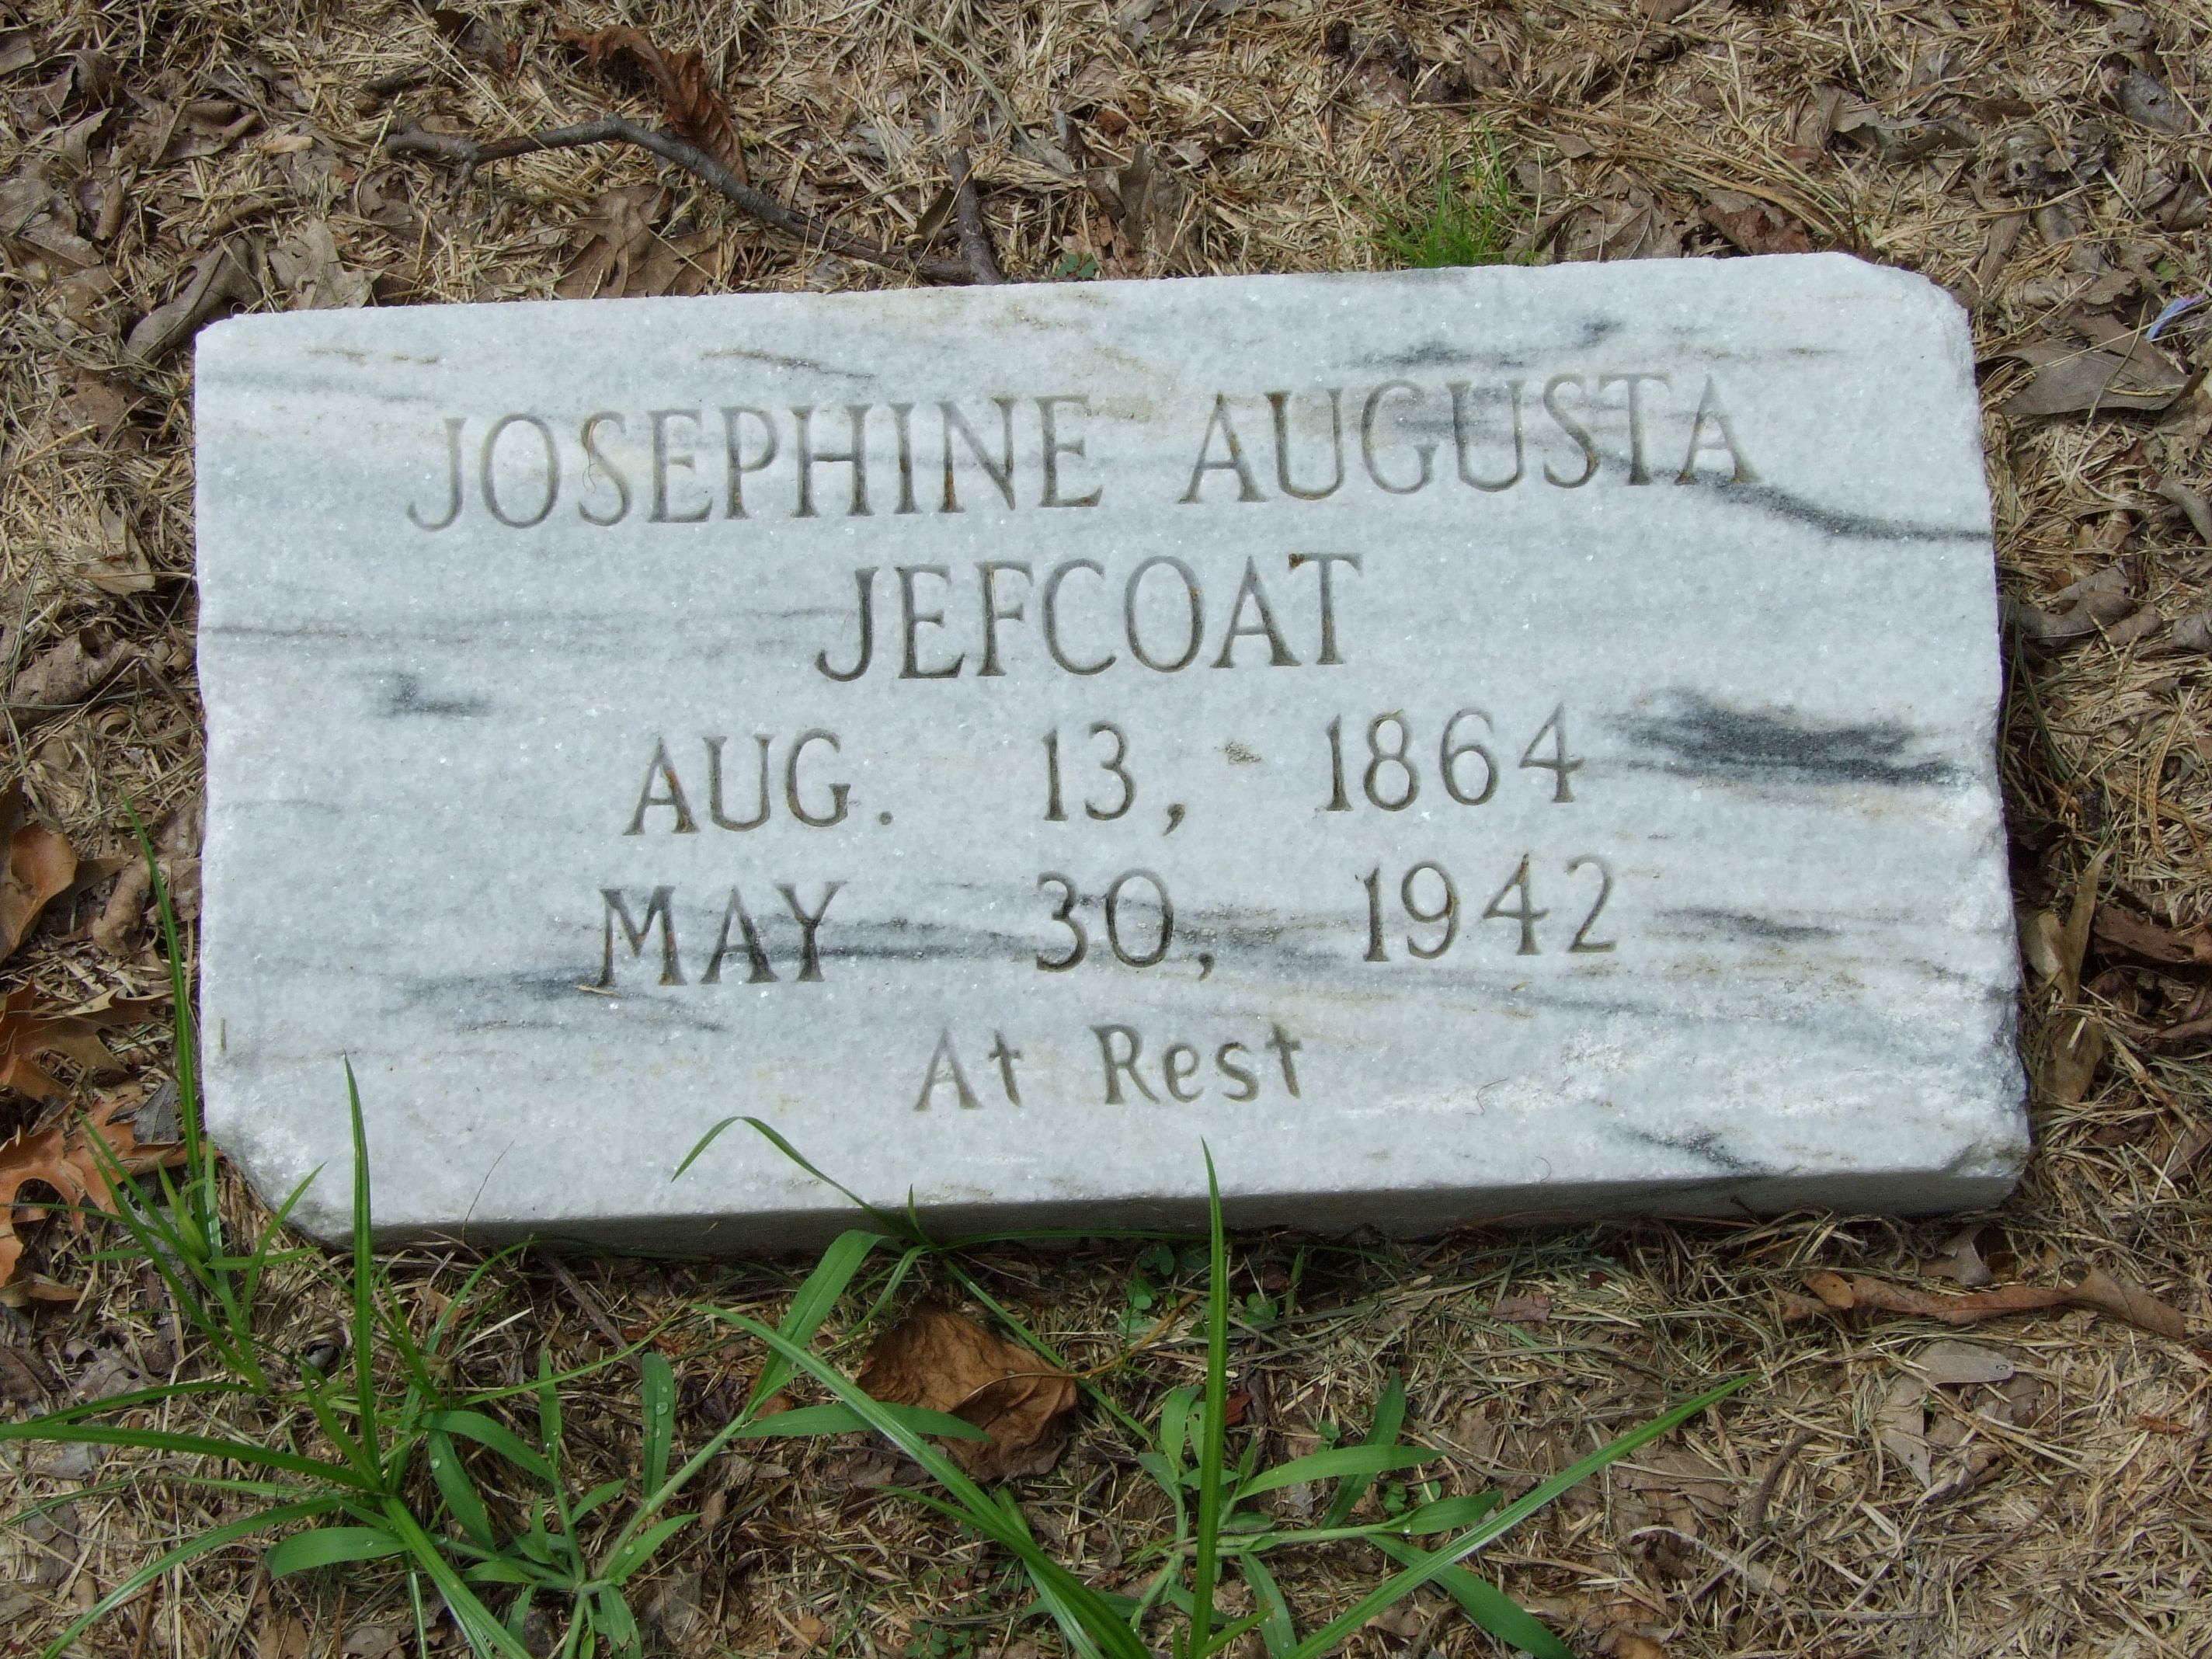 JOSEPHINE AUGUSTA
JEFCOAT
AUG. 13, 1864
MAY 30, 1942
At Rest